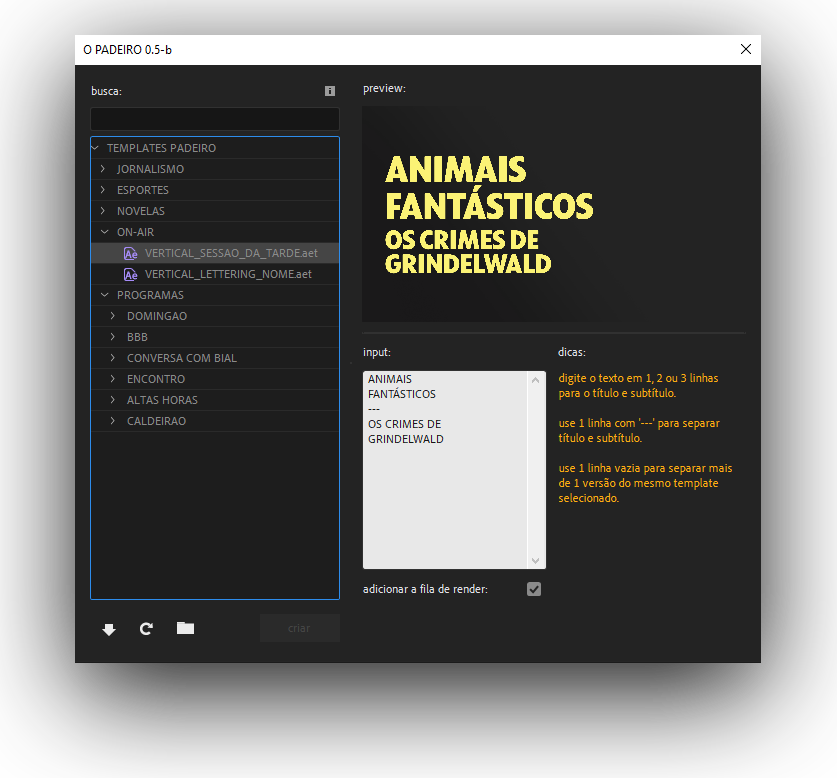 O PADEIRO 0.5-b
busca:
TEMPLATES PADEIRO
JORNALISMO
ESPORTES
NOVELAS
ON-AIR
Ae VERTICAL_SESSAO_DA_TARDE.aet
Ae VERTICAL_LETTERING_NOME.aet
PROGRAMAS
DOMINGAO
BBB
CONVERSA COM BIAL
ENCONTRO
ALTAS HORAS
CALDEIRAO
criar
preview:
ANIMAIS
FANTÁSTICOS
OS CRIMES DE
GRINDELWALD
input:
ANIMAIS
FANTÁSTICOS
---
OS CRIMES DE
GRINDELWALD
adicionar a fila de render:
dicas:
digite o texto em 1, 2 ou 3 linhas
para o título e subtítulo.
use 1 linha com '---' para separar
título e subtítulo.
use 1 linha vazia para separar mais
de 1 versão do mesmo template
selecionado.